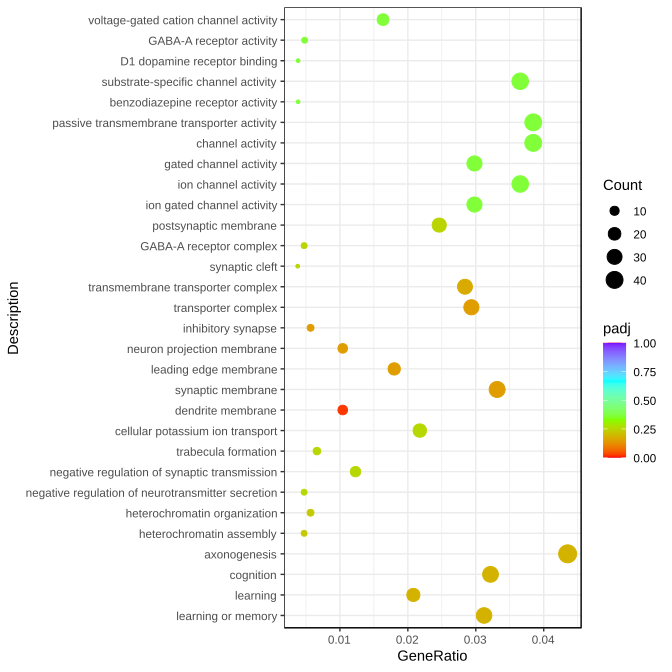 voltage-gated cation channel activity
GABA-A receptor activity
D1 dopamine receptor binding
substrate-specific channel activity
benzodiazepine receptor activity
passive transmembrane transporter activity
channel activity
gated channel activity
ion channel activity
ion gated channel activity
postsynaptic membrane
GABA-A receptor complex
synaptic cleft
transmembrane transporter complex
transporter complex
inhibitory synapse
neuron projection membrane
leading edge membrane
synaptic membrane
dendrite membrane
cellular potassium ion transport
trabecula formation
negative regulation of synaptic transmission
negative regulation of neurotransmitter secretion
heterochromatin organization
heterochromatin assembly
axonogenesis
cognition
learning
learning or memory
Description
0.01 0.02 0.03 0.04
GeneRatio
Count
10
20
30
40
padj
1.00
0.75
0.50
0.25
0.00